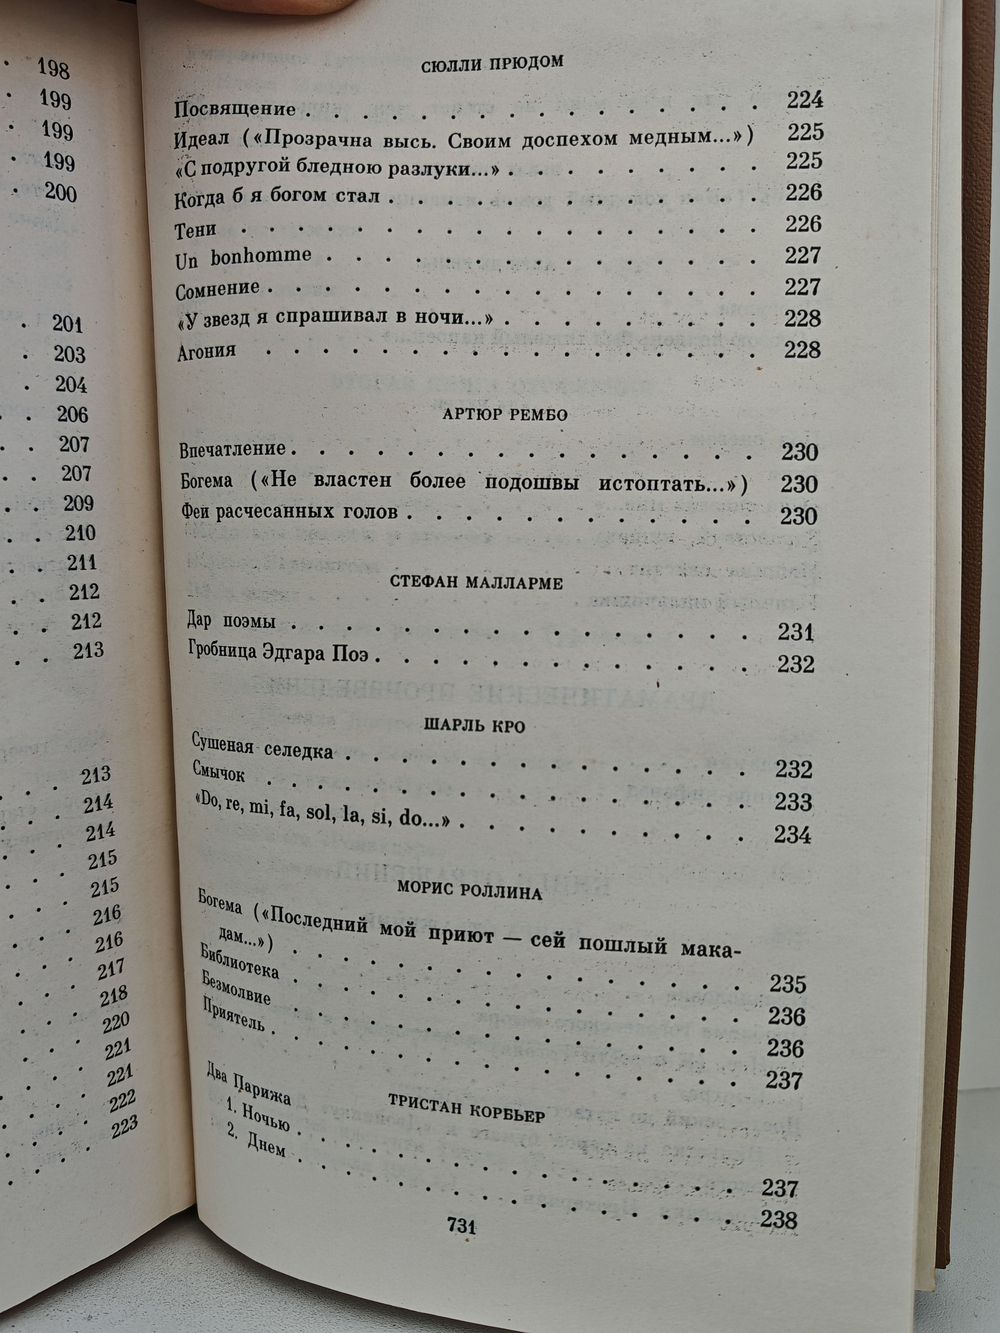 198
199
199
199
200
201
203
204
206
207
207
209
210
211
212
212
213
213
214
214
215
215
216
216
217
218
220
221
221
222
223
СЮЛЛИ ПРЮДОМ
Посвящение . . . . . . . . . . . . . . . 224
Идеал («Прозрачна высь. Своим доспехом медным...») 225
«С подругой бледною разлуки...» . . . . . . . . . 225
Когда б я богом стал . . . . . . . . . . . . . 226
Тени . . . . . . . . . . . . . . . . . . 226
Un bonhomme . . . . . . . . . . . . . . . 227
Сомнение . . . . . . . . . . . . . . . . . 227
«У звезд я спрашивал в ночи...» . . . . . . . . . 228
Агония . . . . . . . . . . . . . . . . . 228
АРТЮР РЕМБО
Впечатление . . . . . . . . . . . . . . . . 230
Богема («Не властен более подошвы истоптать...») 230
Феи расчесанных голов . . . . . . . . . . . . 230
СТЕФАН МАЛЛАРМЕ
Дар поэмы . . . . . . . . . . . . . . . . 231
Гробница Эдгара Поэ . . . . . . . . . . . . . 232
ШАРЛЬ КРО
Сушеная селедка . . . . . . . . . . . . . . 232
Смычок . . . . . . . . . . . . . . . . . 233
«Do, re, mi, fa, sol, la, si, do...» . . . . . . . . . . 234
МОРИС РОЛЛИНА
Богема («Последний мой приют — сей пошлый мака-
дам...») . . . . . . . . . . . . . . . . 235
Библиотека . . . . . . . . . . . . . . . . 236
Безмолвие . . . . . . . . . . . . . . . . 236
Приятель . . . . . . . . . . . . . . . . . 237
ТРИСТАН КОРБЬЕР
Два Парижа
1. Ночью . . . . . . . . . . . . . . . . 237
2. Днем . . . . . . . . . . . . . . . . 238
731